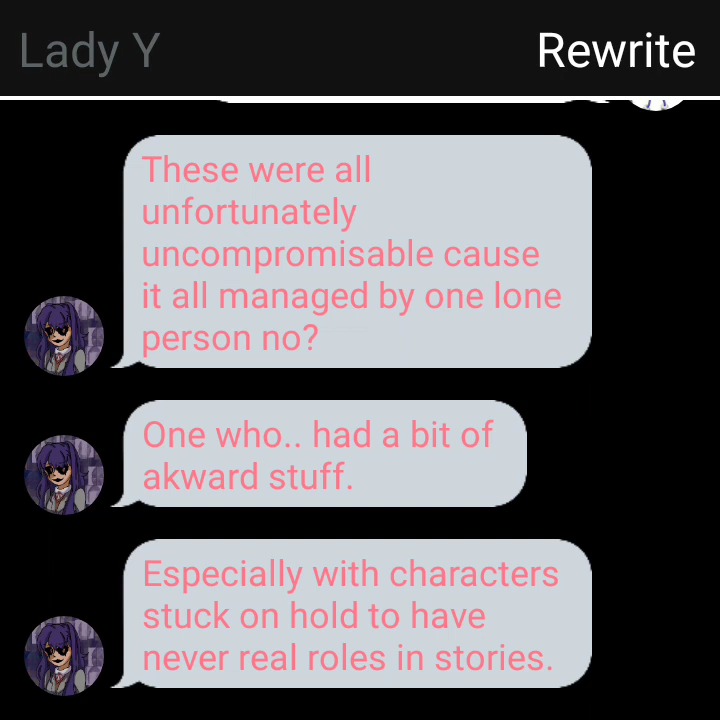 Lady Y
Rewrite
These were all
unfortunately
uncompromisable cause
it all managed by one lone
person no?
One who.. had a bit of
akward stuff.
Especially with characters
stuck on hold to have
never real roles in stories.